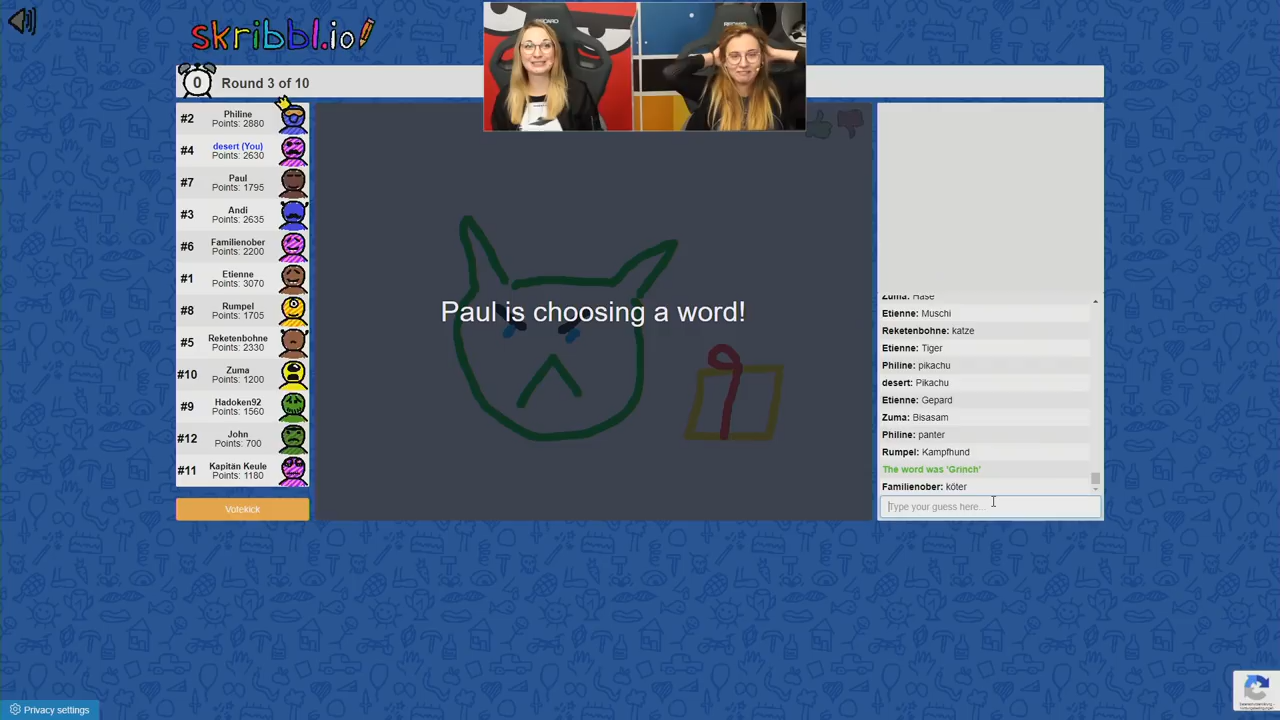 skribbl.io
RECARO
RECARO
0
Round 3 of 10
#2
Philine
Points: 2880
#4
desert (You)
Points: 2630
#7
Paul
Points: 1795
#3
Andi
Points: 2635
#6
Familienober
Points: 2200
#1
Etienne
Points: 3070
#8
Rumpel
Points: 1705
#5
Reketenbohne
Points: 2330
#10
Zuma
Points: 1200
#9
Hadoken92
Points: 1560
#12
John
Points: 700
#11
Kapitän Keule
Points: 1180
Votekick
Paul is choosing a word!
Zuma: Hase
Etienne: Muschi
Reketenbohne: katze
Etienne: Tiger
Philine: pikachu
desert: Pikachu
Etienne: Gepard
Zuma: Bisasam
Philine: panter
Rumpel: Kampfhund
The word was 'Grinch'
Familienober: köter
Type your guess here...
Privacy settings